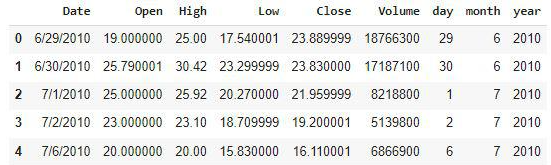 Date Open High Low Close Volume day month year
0 6/29/2010 19.000000 25.00 17.540001 23.889999 18766300 29 6 2010
1 6/30/2010 25.790001 30.42 23.299999 23.830000 17187100 30 6 2010
2 7/1/2010 25.000000 25.92 20.270000 21.959999 8218800 1 7 2010
3 7/2/2010 23.000000 23.10 18.709999 19.200001 5139800 2 7 2010
4 7/6/2010 20.000000 20.00 15.830000 16.110001 6866900 6 7 2010